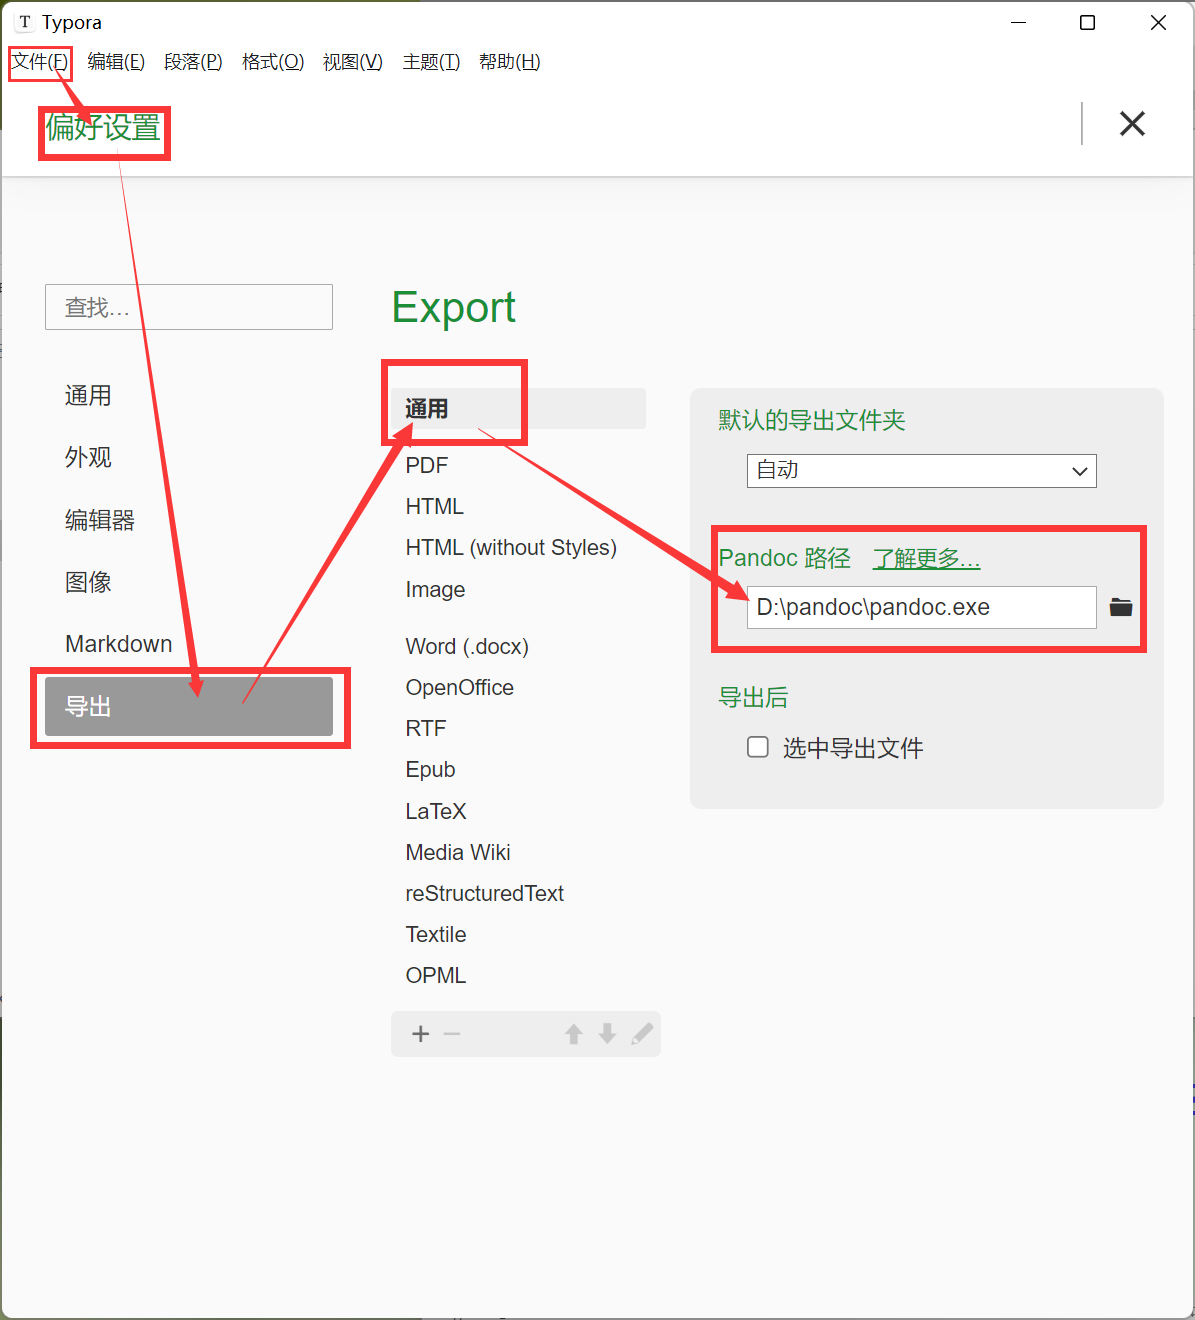 T Typora
文件(F) 编辑(E) 段落(P) 格式(O) 视图(V) 主题(T) 帮助(H)
偏好设置
查找...
通用
外观
编辑器
图像
Markdown
导出
Export
通用
PDF
HTML
HTML (without Styles)
Image
Word (.docx)
OpenOffice
RTF
Epub
LaTeX
Media Wiki
reStructuredText
Textile
OPML
默认的导出文件夹
自动
Pandoc 路径 了解更多...
D:\pandoc\pandoc.exe
导出后
选中导出文件